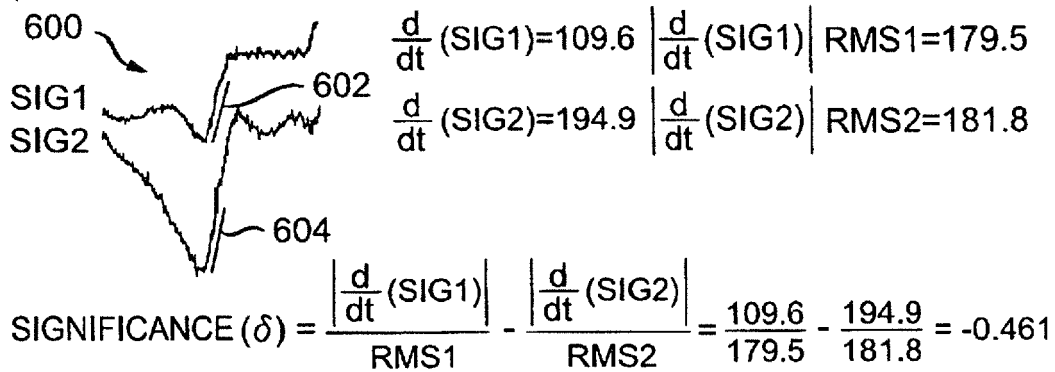 600
SIG1
SIG2
602
604
d/dt (SIG1)=109.6 |d/dt (SIG1)| RMS1=179.5
d/dt (SIG2)=194.9 |d/dt (SIG2)| RMS2=181.8
SIGNIFICANCE (δ) = |d/dt (SIG1)|/RMS1 - |d/dt (SIG2)|/RMS2 = 109.6/179.5 - 194.9/181.8 = -0.461